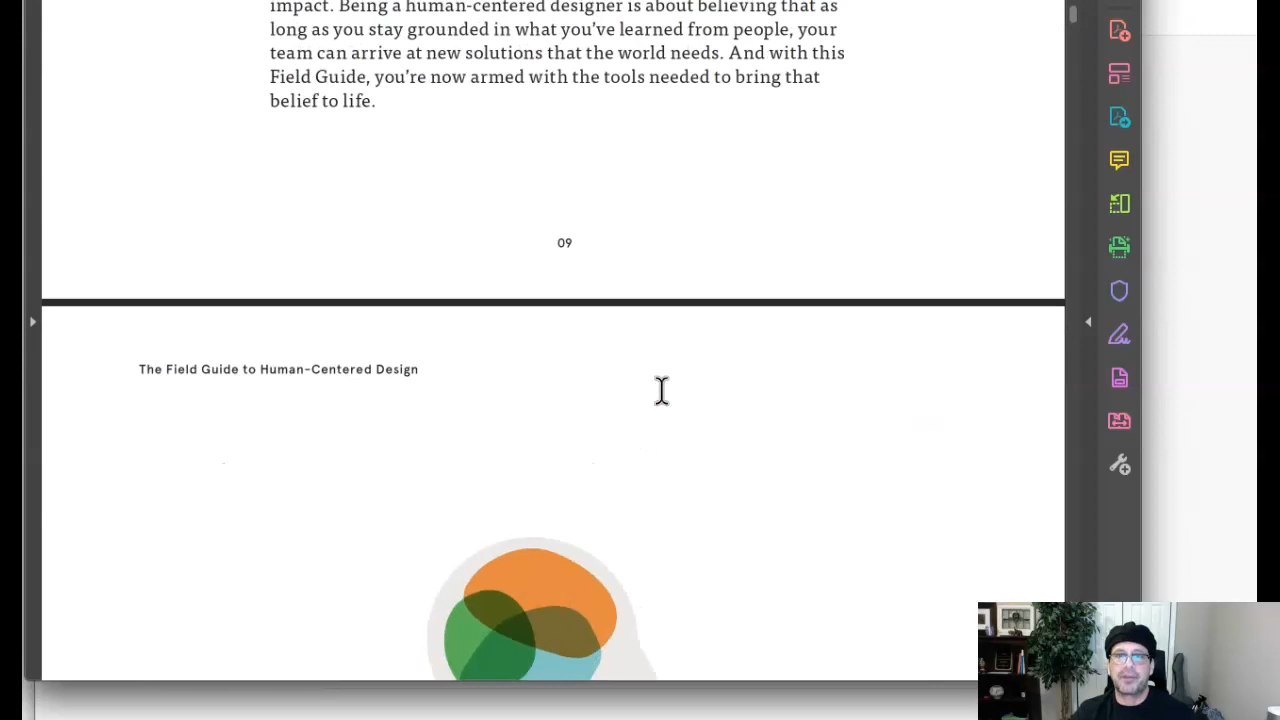 impact. Being a human-centered designer is about believing that as
long as you stay grounded in what you’ve learned from people, your
team can arrive at new solutions that the world needs. And with this
Field Guide, you’re now armed with the tools needed to bring that
belief to life.
09
The Field Guide to Human-Centered Design